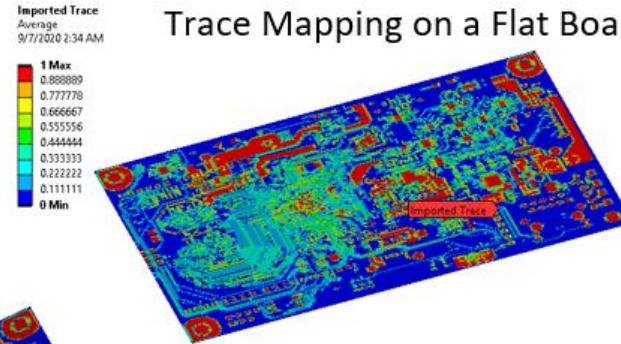 Imported Trace
Average
9/7/2020 2:34 AM
Trace Mapping on a Flat Boa
1 Max
0.888889
0.777778
0.666667
0.555556
0.444444
0.333333
0.222222
0.111111
0 Min
Imported Trace